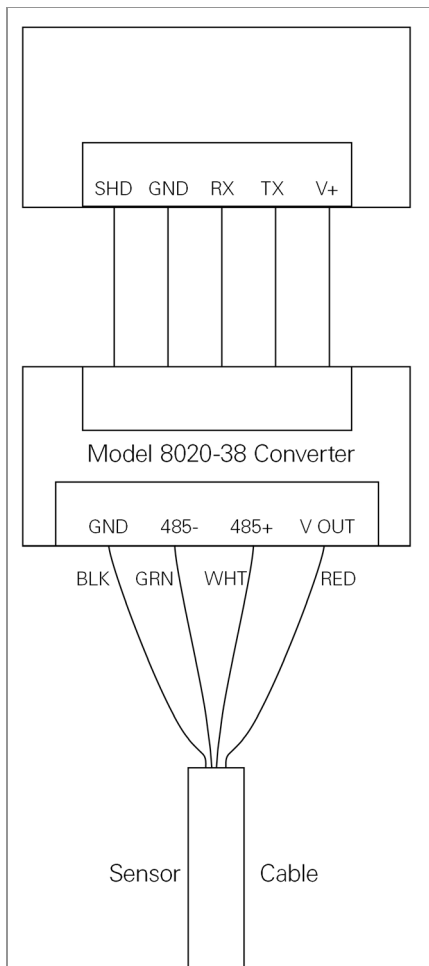 SHD GND RX TX V+
Model 8020-38 Converter
GND 485- 485+ V OUT
BLK GRN WHT RED
Sensor Cable